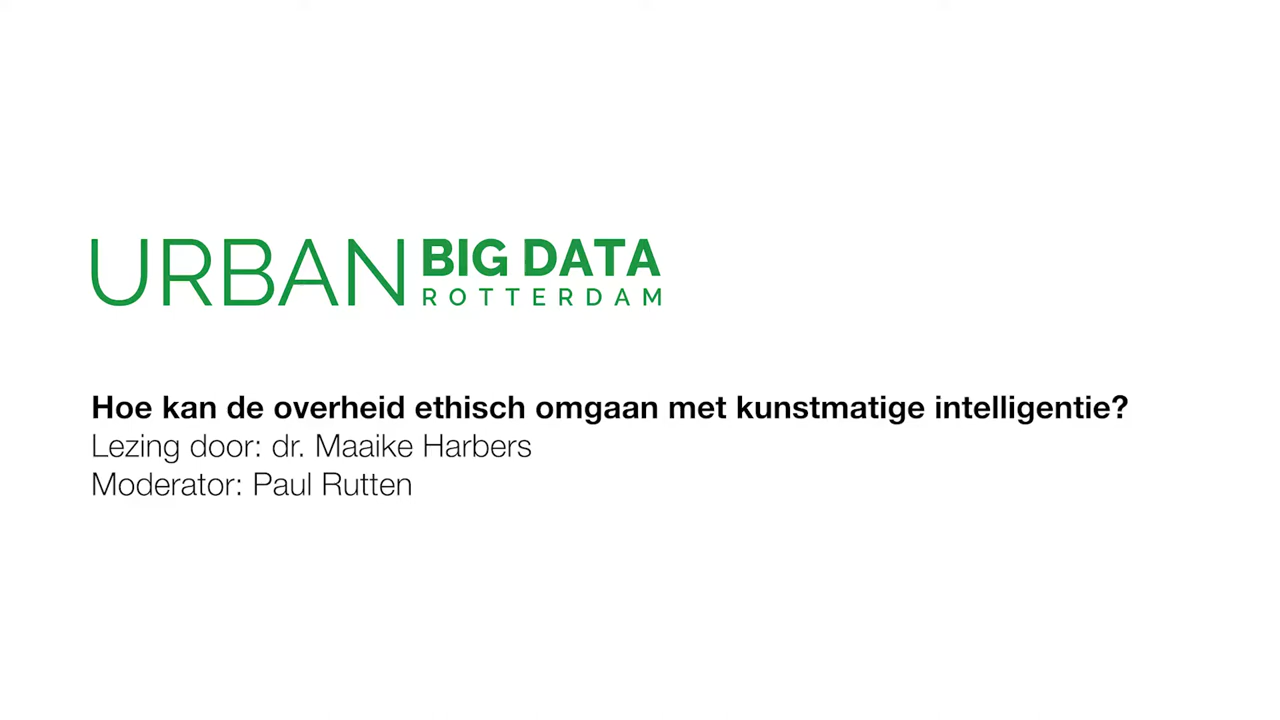 URBAN BIG DATA
ROTTERDAM
Hoe kan de overheid ethisch omgaan met kunstmatige intelligentie?
Lezing door: dr. Maaike Harbers
Moderator: Paul Rutten